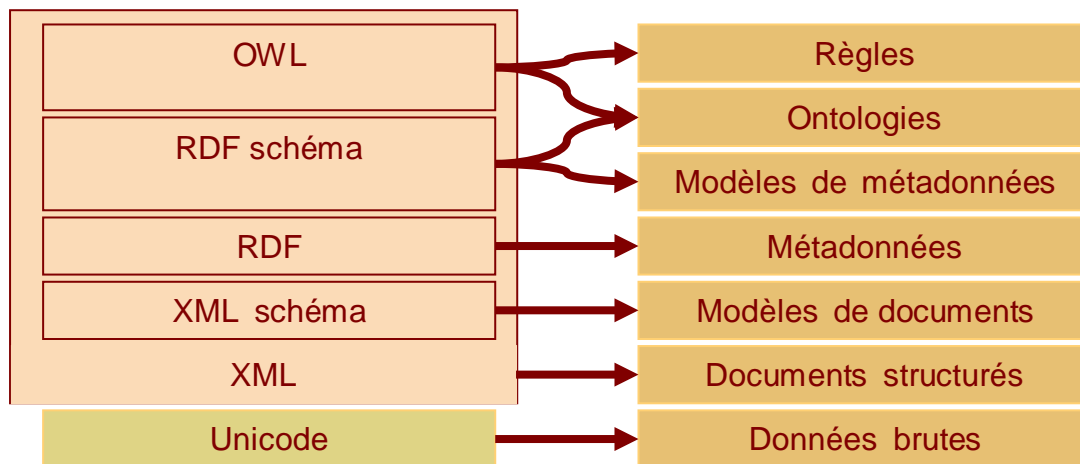 OWL
RDF schéma
RDF
XML schéma
XML
Unicode
Règles
Ontologies
Modèles de métadonnées
Métadonnées
Modèles de documents
Documents structurés
Données brutes